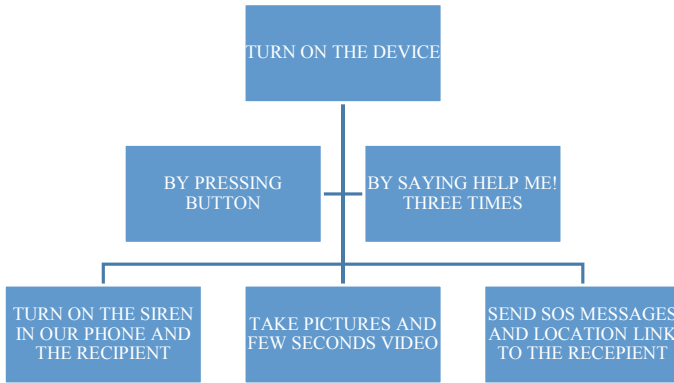 TURN ON THE DEVICE
BY PRESSING
BUTTON
BY SAYING HELP ME!
THREE TIMES
TURN ON THE SIREN
IN OUR PHONE AND
THE RECIPIENT
TAKE PICTURES AND
FEW SECONDS VIDEO
SEND SOS MESSAGES
AND LOCATION LINK
TO THE RECEPIENT